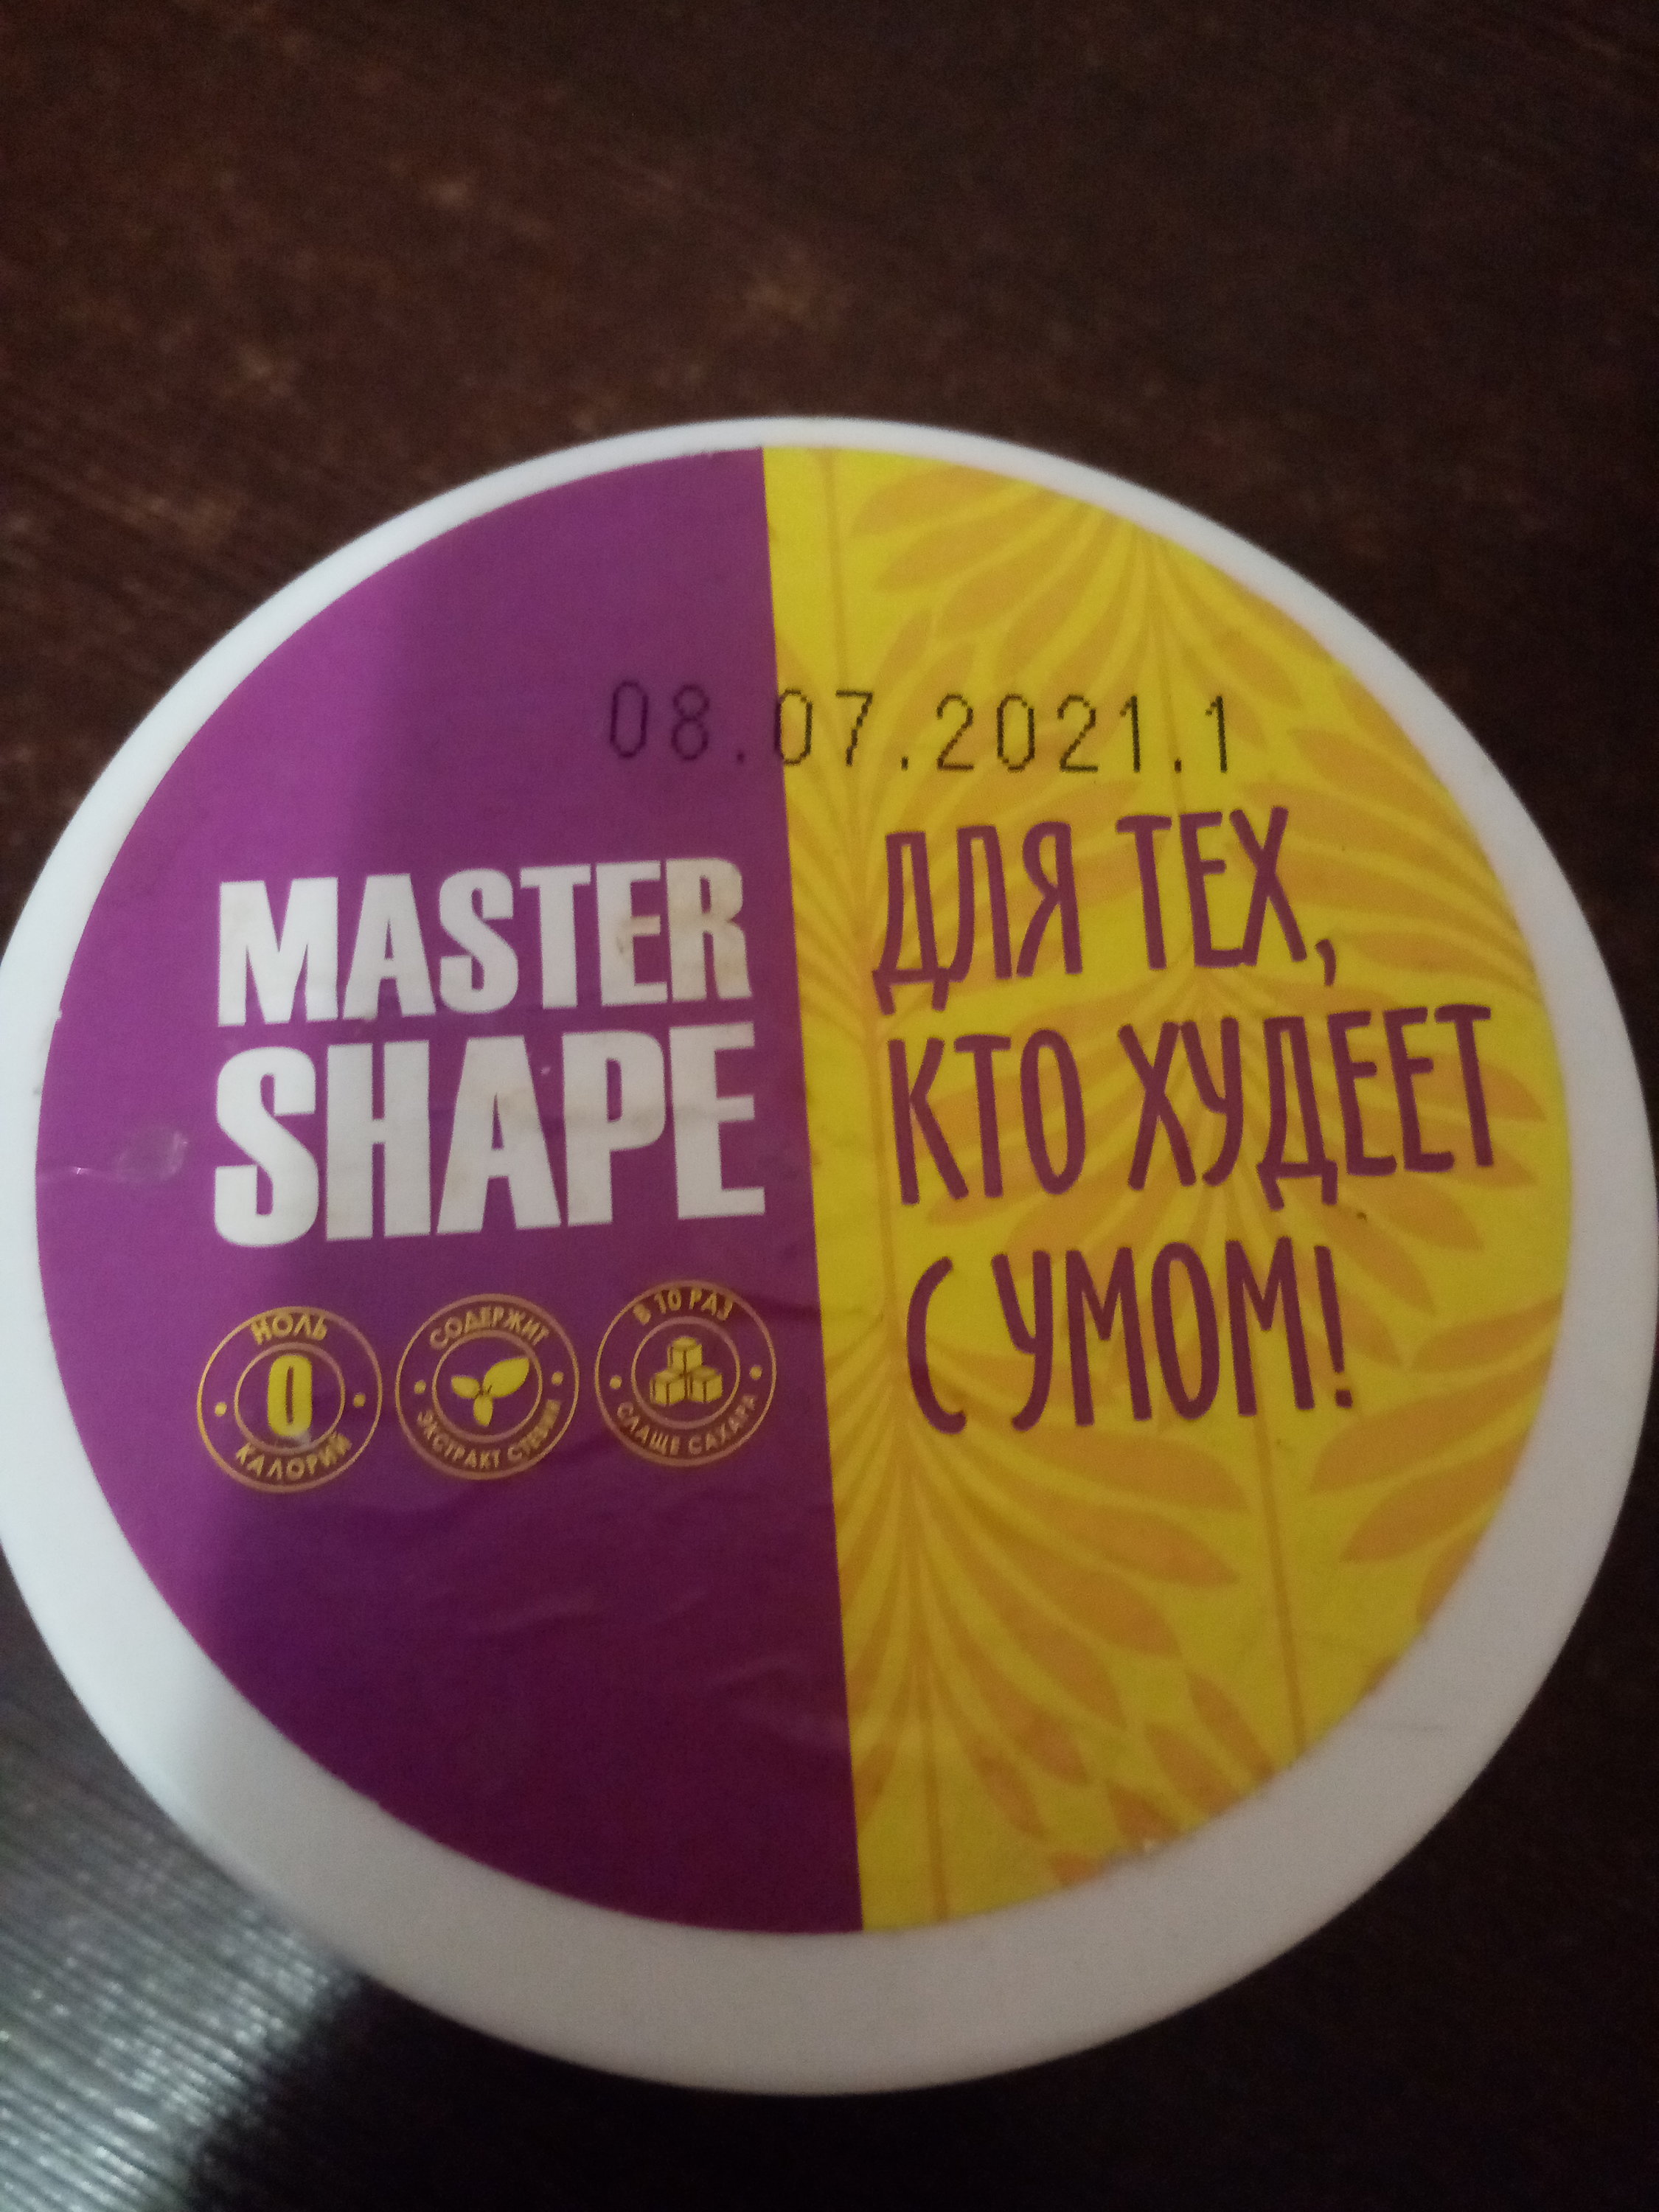 08.07.2021.1
MASTER
SHAPE
НОЛЬ
0
КАЛОРИЙ
СОДЕРЖИТ
ЭКСТРАКТ СТЕВИИ
В 10 РАЗ
СЛАЩЕ САХАРА
ДЛЯ ТЕХ,
КТО ХУДЕЕТ
С УМОМ!